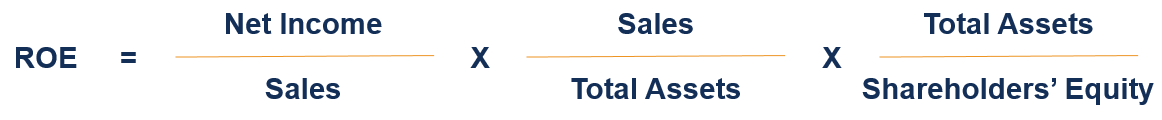 Net Income Sales Total Assets
ROE = X X
Sales Total Assets Shareholders’ Equity